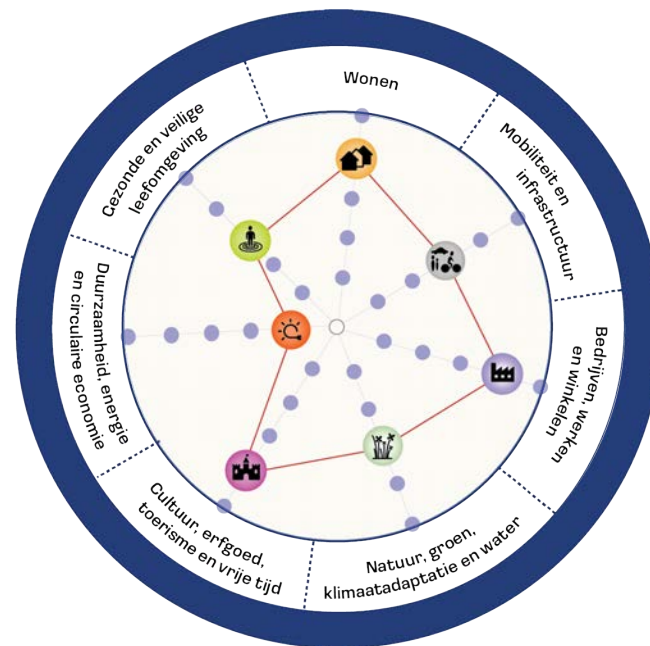 Wonen
Mobiliteit en
infrastructuur
Bedrijven, werken
en winkelen
Natuur, groen,
klimaatadaptatie en water
Cultuur, erfgoed,
toerisme en vrije tijd
Duurzaamheid, energie
en circulaire economie
Gezonde en veilige
leefomgeving